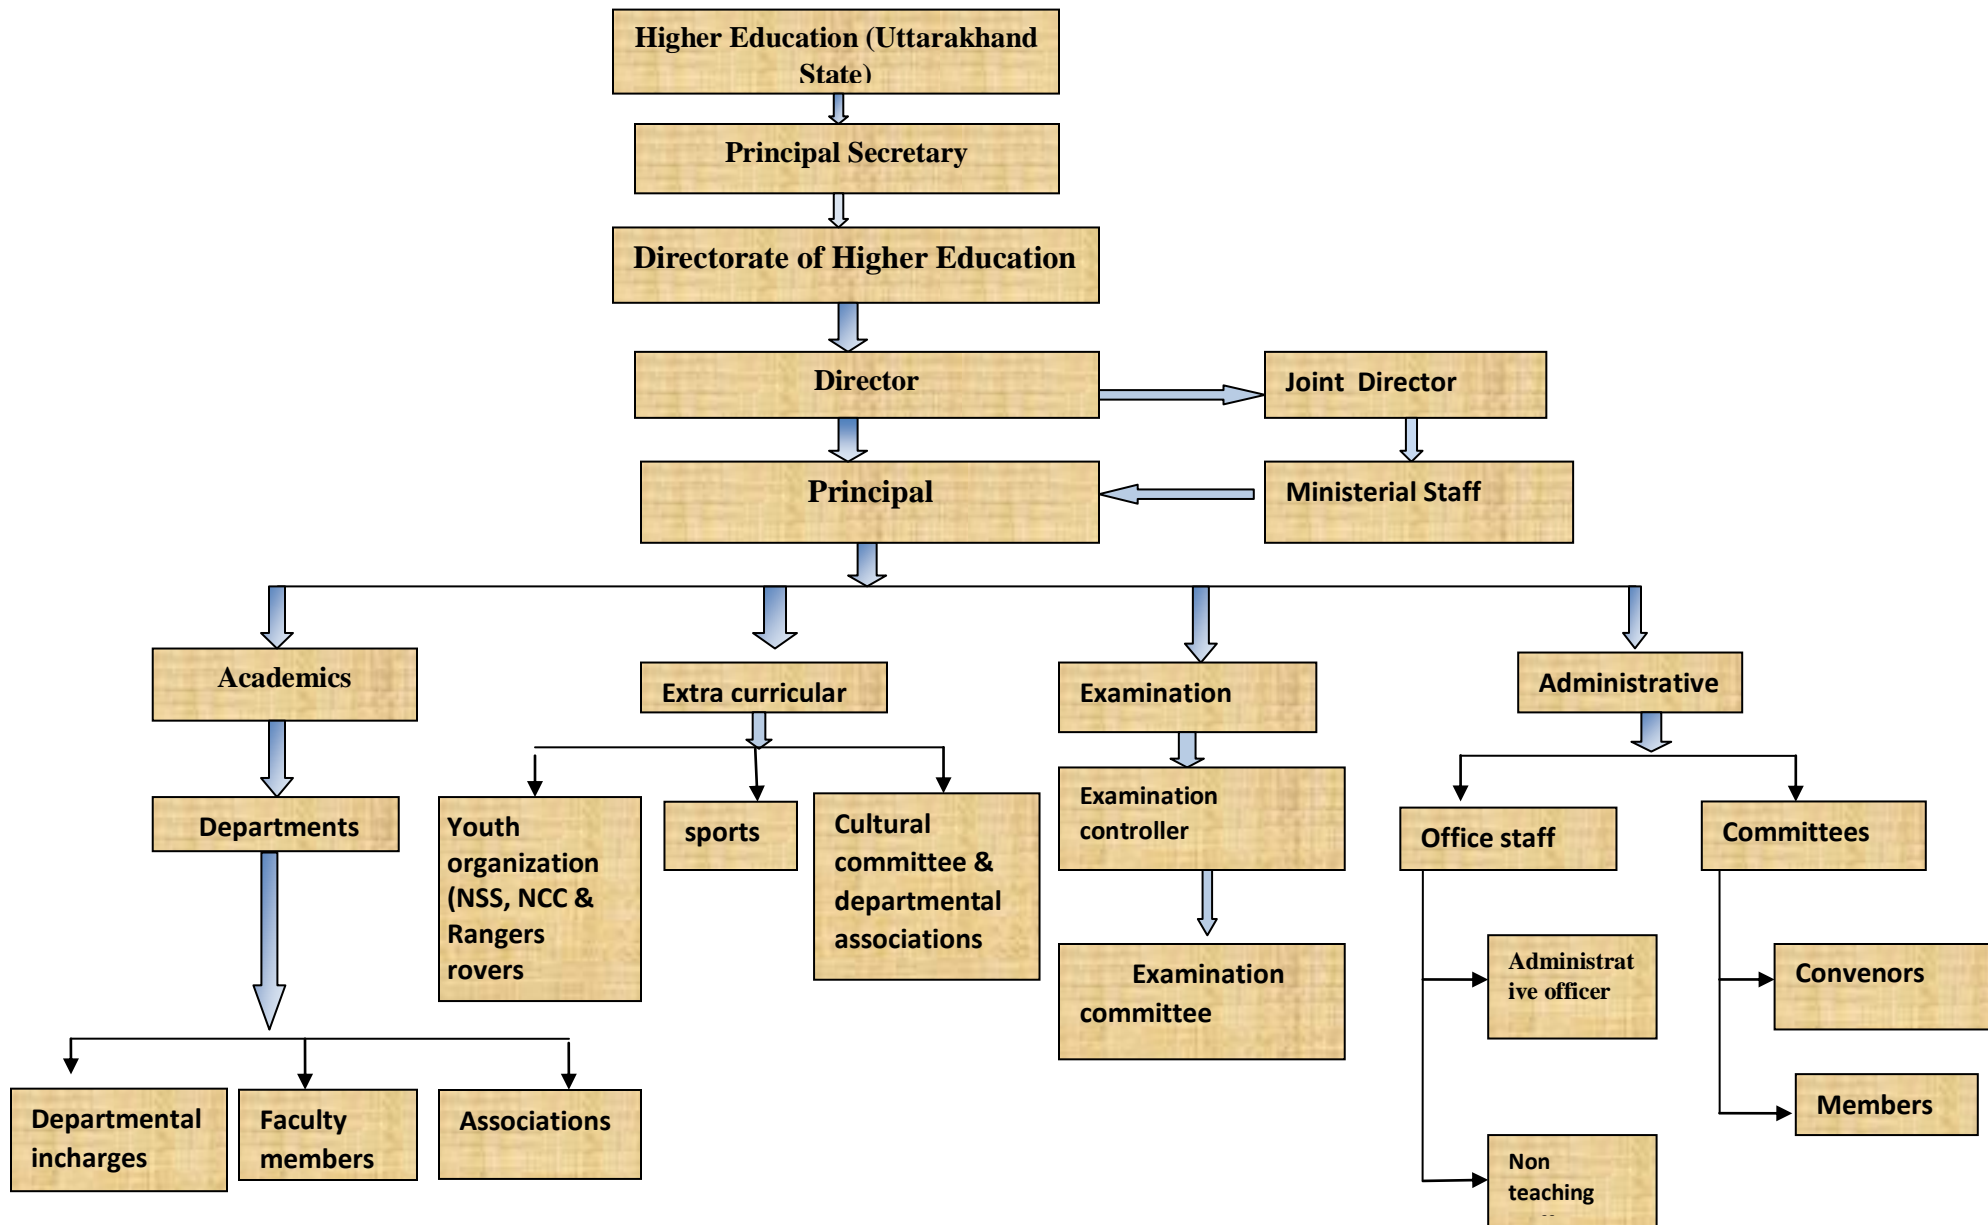 Higher Education (Uttarakhand
State)
Principal Secretary
Directorate of Higher Education
Director
Joint Director
Principal
Ministerial Staff
Academics
Extra curricular
Examination
Administrative
Departments
Youth
organization
(NSS, NCC &
Rangers
rovers
sports
Cultural
committee &
departmental
associations
Examination
controller
Office staff
Committees
Examination
committee
Administrat
ive officer
Convenors
Departmental
incharges
Faculty
members
Associations
Members
Non
teaching